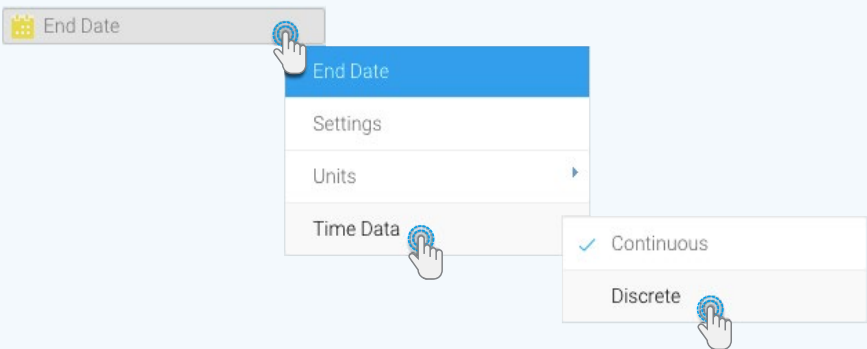 End Date
End Date
Settings
Units
Time Data
Continuous
Discrete